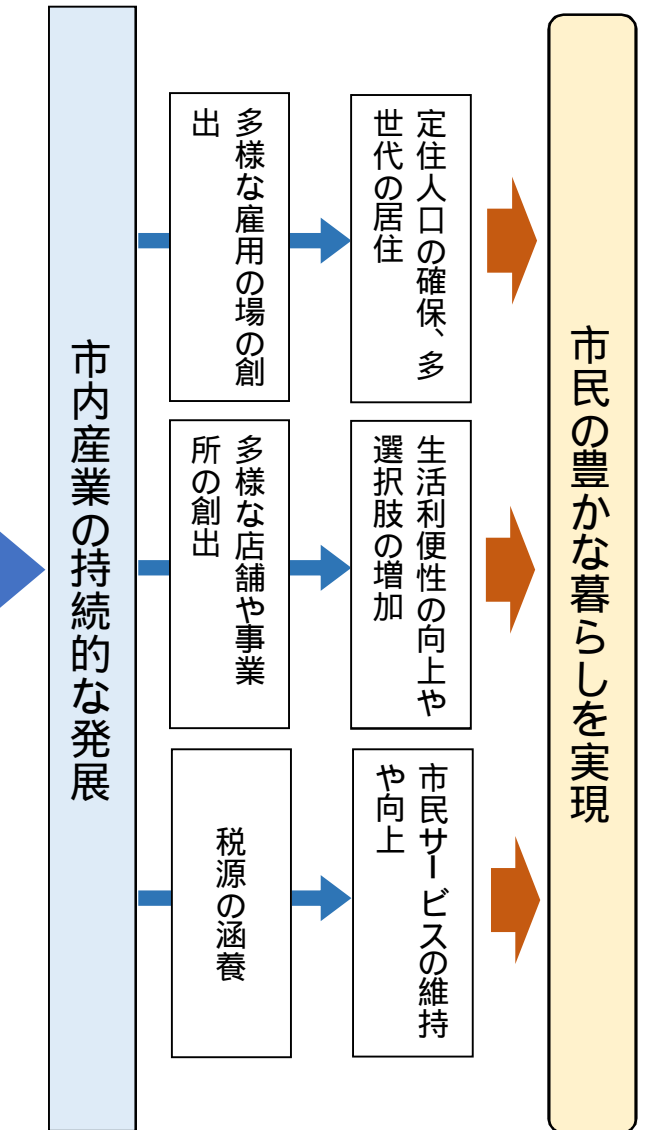 市内産業の持続的な発展
多様な雇用の場の創
出
定住人口の確保、多
世代の居住
多様な店舗や事業
所の創出
生活利便性の向上や
選択肢の増加
税源の涵養
市民サービスの維持
や向上
市民の豊かな暮らしを実現